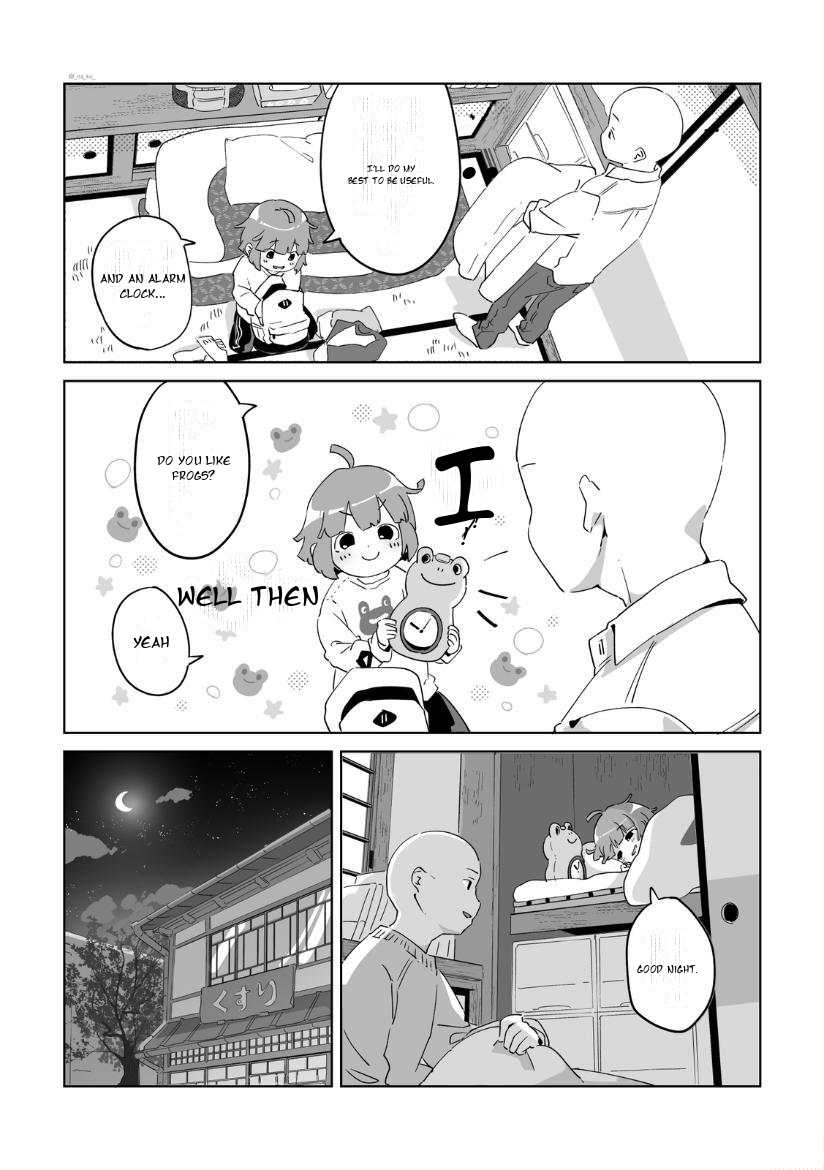 @_na_ko_
I'LL DO MY
BEST TO BE USEFUL.
AND AN ALARM
CLOCK...
DO YOU LIKE
FROGS?
I
WELL THEN
YEAH
くすり
GOOD NIGHT.